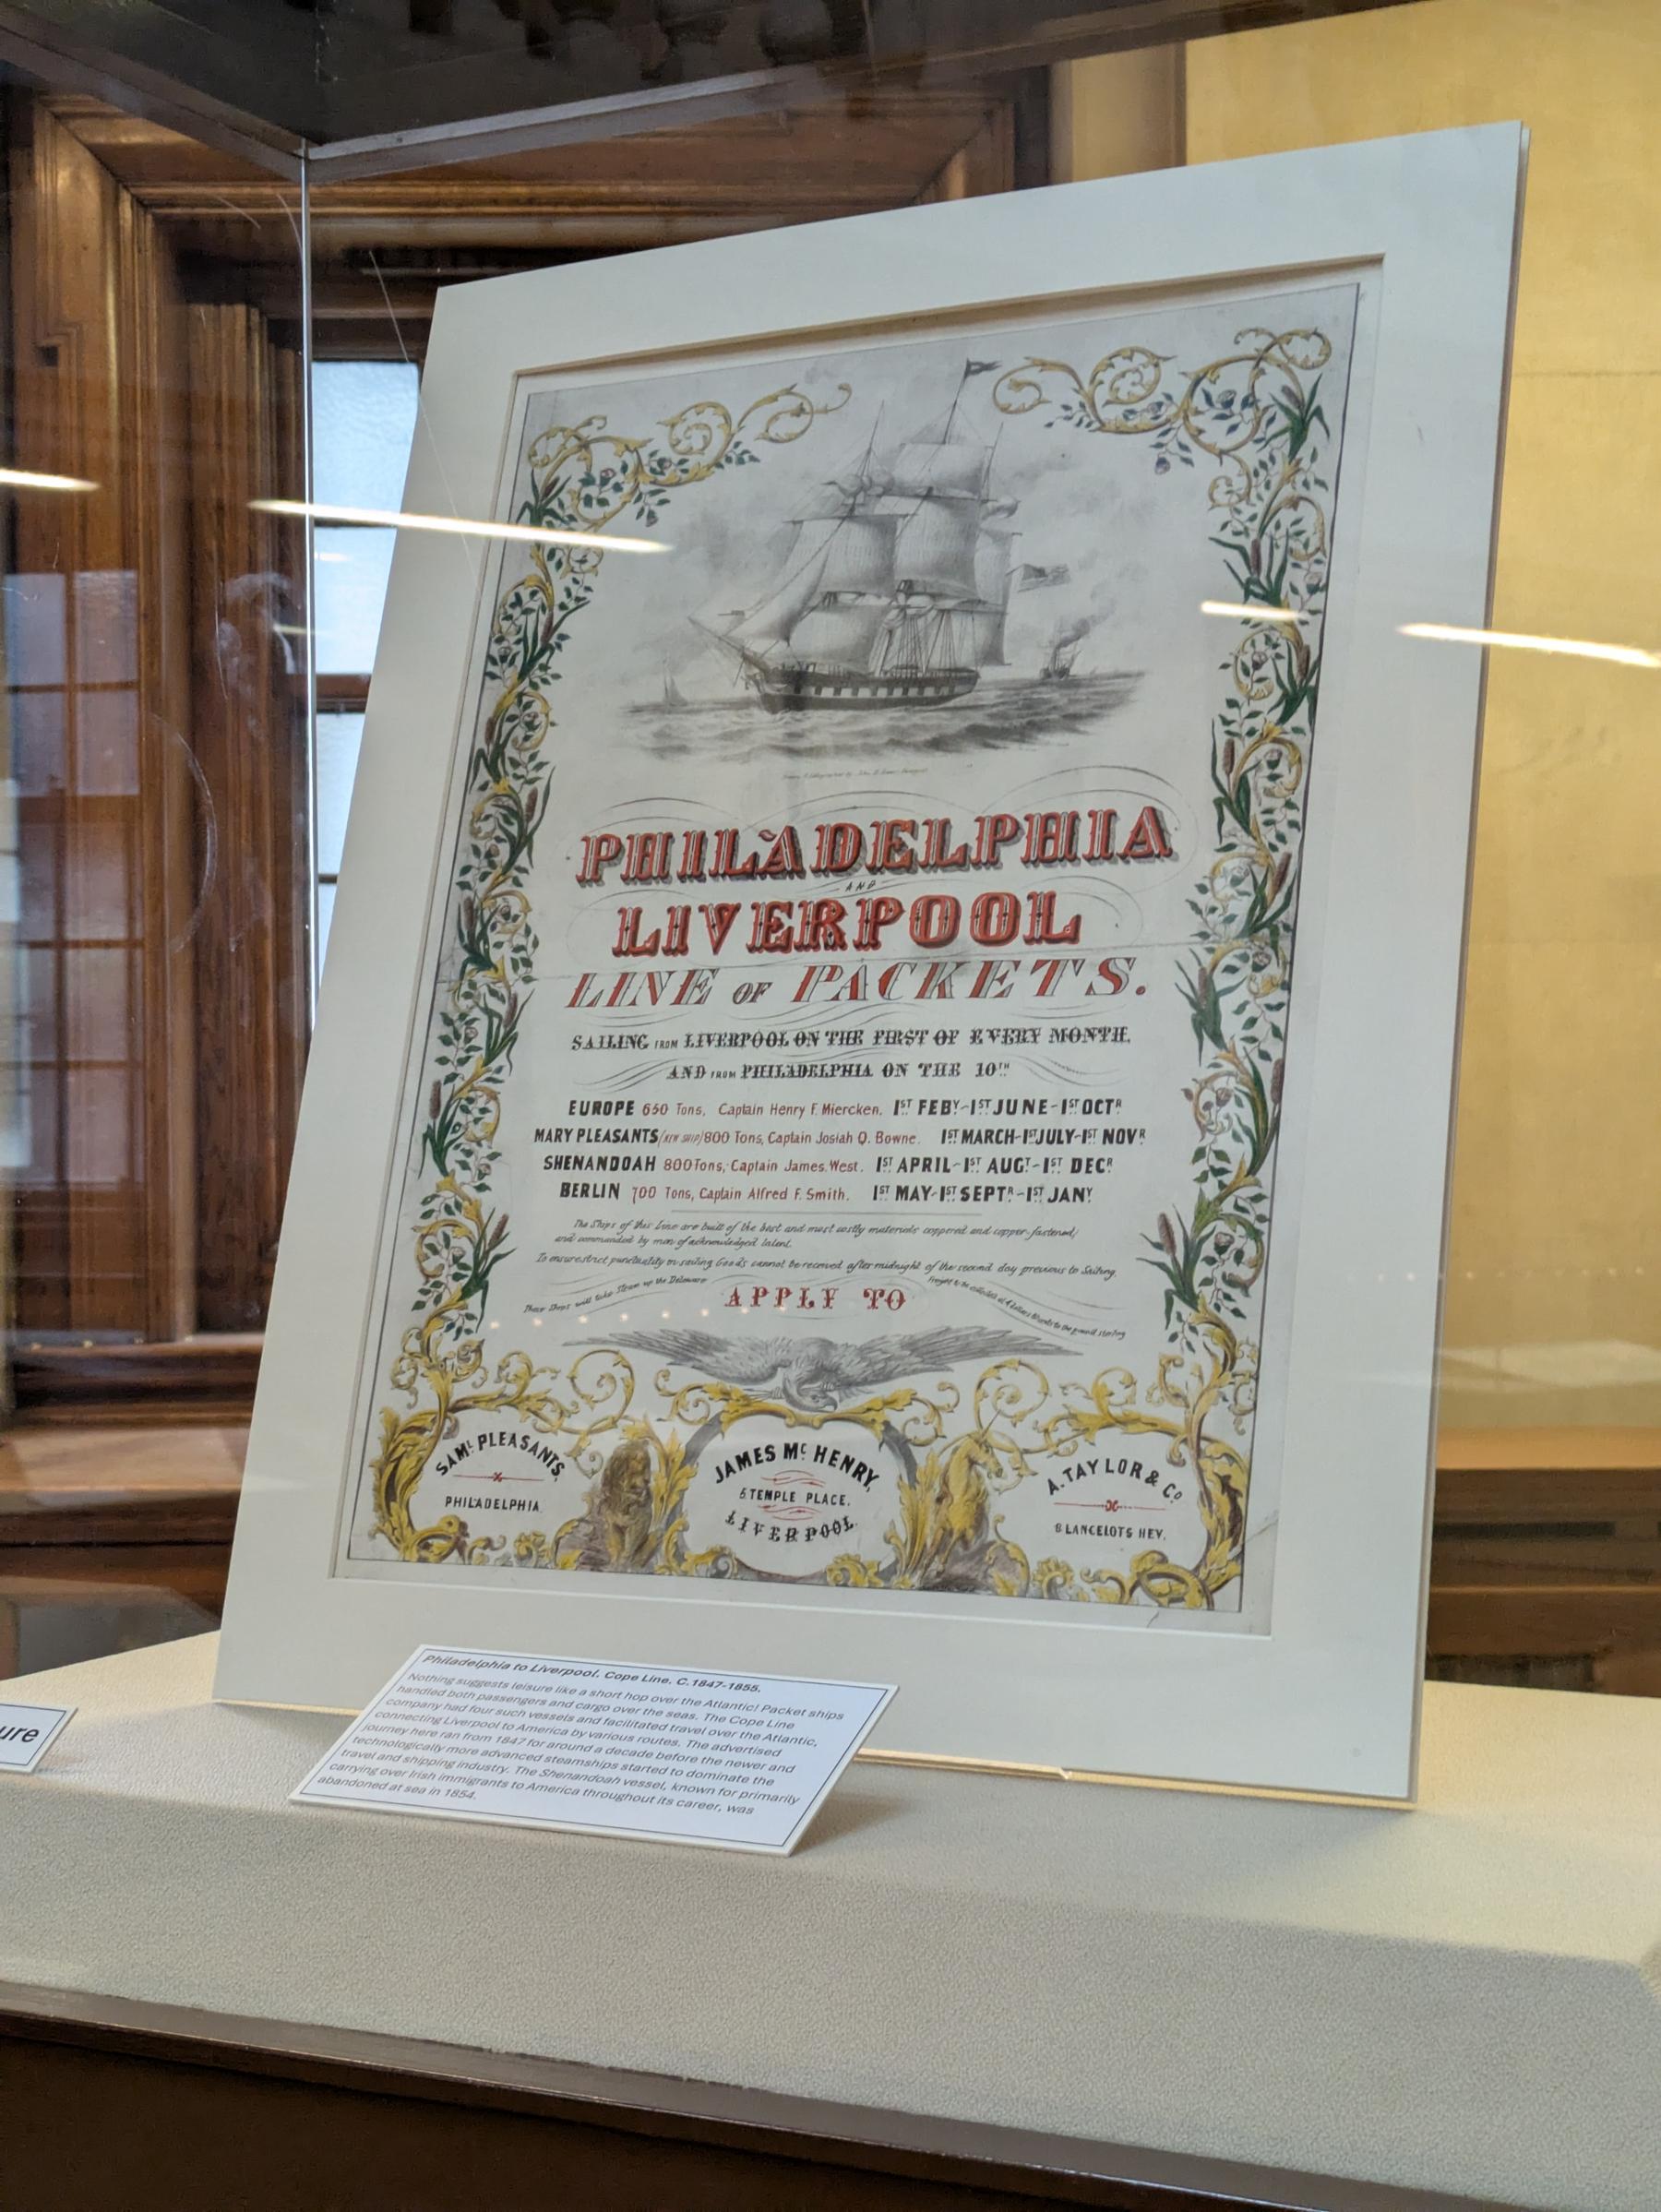 PHILADELPHIA
AND
LIVERPOOL
LINE OF PACKETS.
SAILING FROM LIVERPOOL ON THE FIRST OF EVERY MONTH,
AND FROM PHILADELPHIA ON THE 10TH
EUROPE 650 Tons, Captain Henry F. Miercken. 1ST FEBY-1ST JUNE-1ST OCTR
MARY PLEASANTS (NEW SHIP) 800 Tons, Captain Josiah Q. Bowne. 1ST MARCH-1ST JULY-1ST NOVR
SHENANDOAH 800 Tons, Captain James West. 1ST APRIL-1ST AUGT-1ST DECR
BERLIN 700 Tons, Captain Alfred F. Smith. 1ST MAY-1ST SEPTR-1ST JANY
The Ships of this Line are built of the best and most costly materials coppered and copper-fastened;
and commanded by men of acknowledged talent.
To ensure strict punctuality in sailing Goods cannot be received after midnight of the second day previous to Sailing.
These Ships will take Steam up the Delaware
APPLY TO
Freight to be collected at 4 to the pound sterling
SAML PLEASANTS,
PHILADELPHIA
JAMES MC HENRY,
5 TEMPLE PLACE,
LIVERPOOL
A. TAYLOR & CO
8 LANCELOTS HEY.
Philadelphia to Liverpool. Cope Line. C.1847-1855.
Nothing suggests leisure like a short hop over the Atlantic! Packet ships
handled both passengers and cargo over the seas. The Cope Line
company had four such vessels and facilitated travel over the Atlantic,
connecting Liverpool to America by various routes. The advertised
journey here ran from 1847 for around a decade before the newer and
technologically more advanced steamships started to dominate the
travel and shipping industry. The Shenandoah vessel, known for primarily
carrying over Irish immigrants to America throughout its career, was
abandoned at sea in 1854.
ure